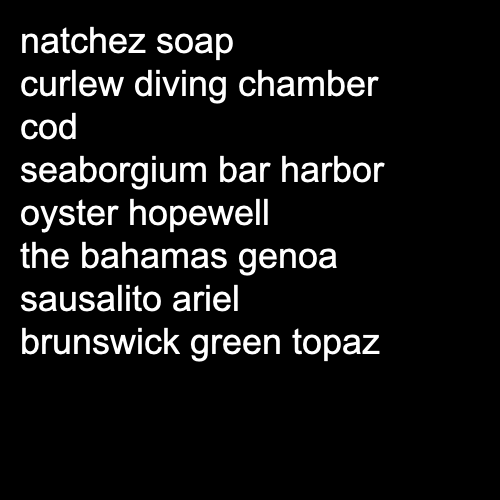 natchez soap
curlew diving chamber
cod
seaborgium bar harbor
oyster hopewell
the bahamas genoa
sausalito ariel
brunswick green topaz